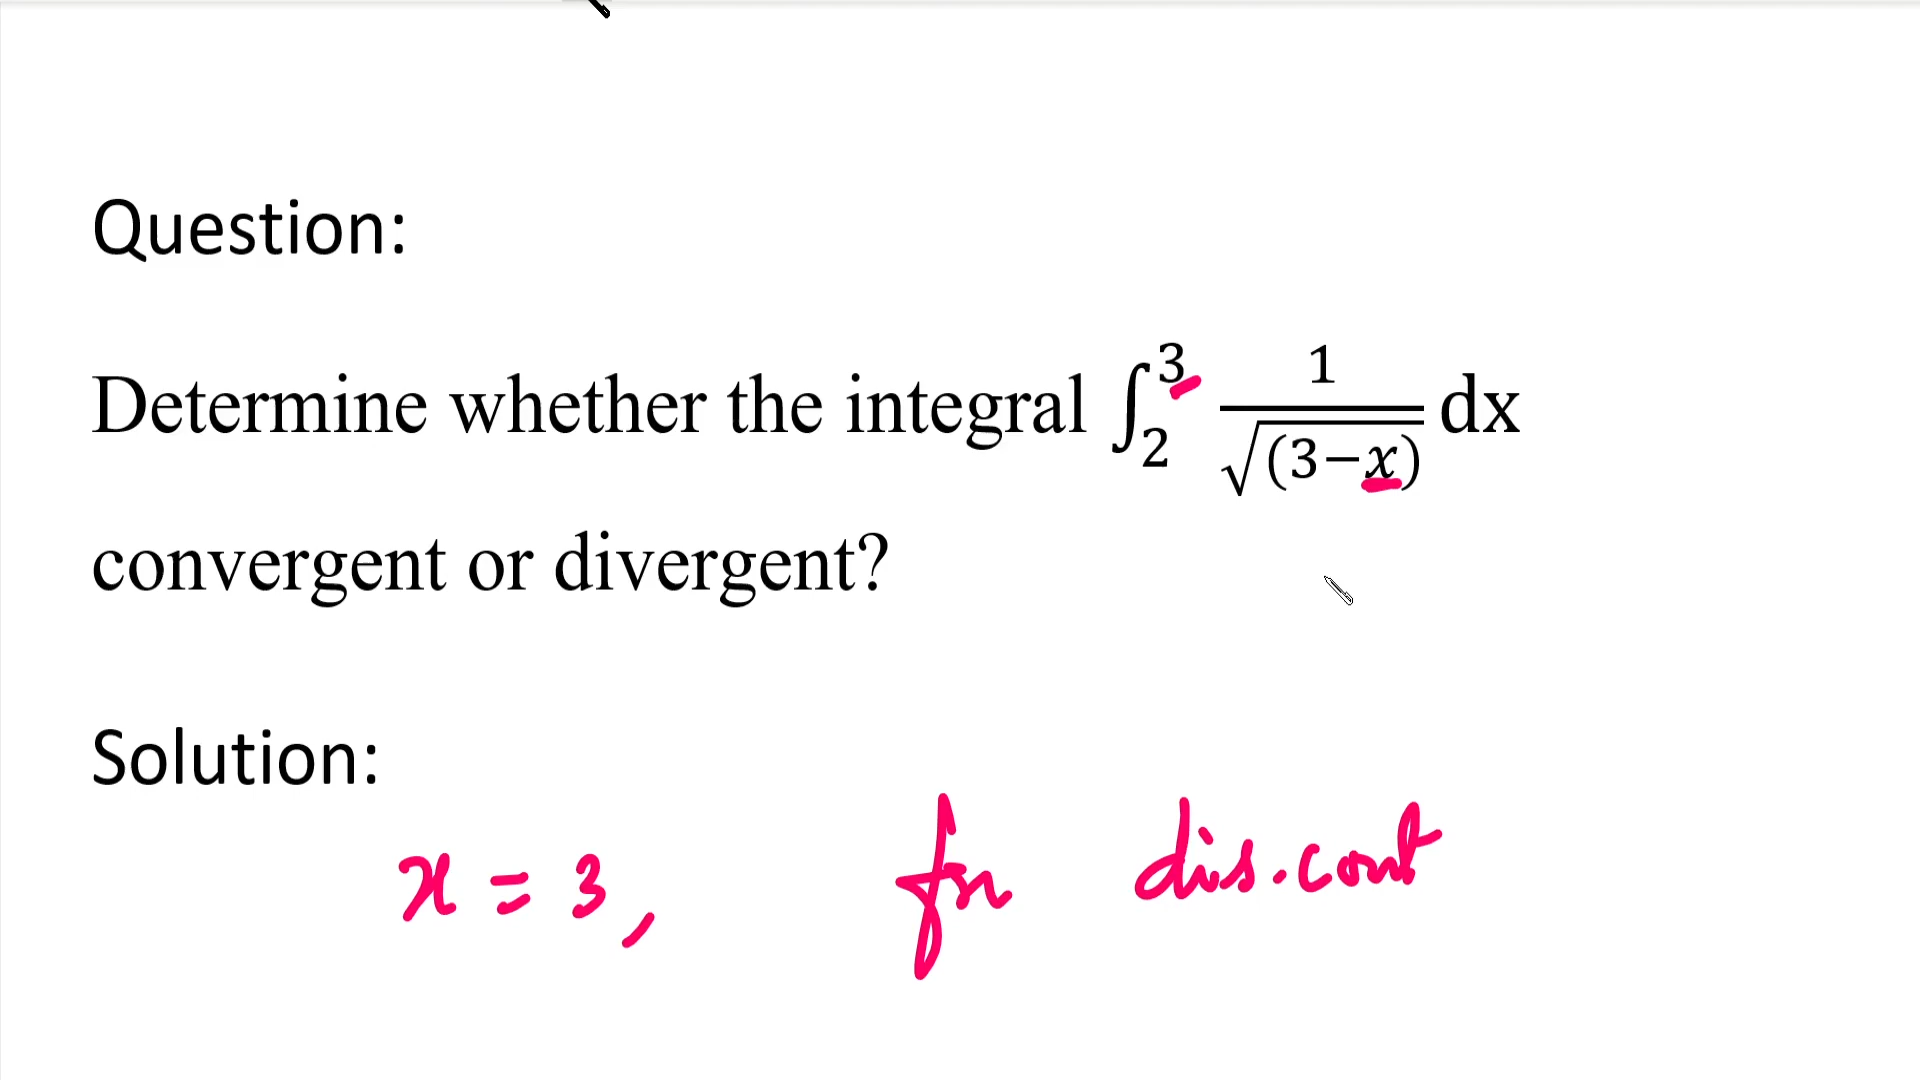 Question:
Determine whether the integral ∫₂³ 1/√(3−x) dx
convergent or divergent?
Solution:
x = 3, fn dis.cont